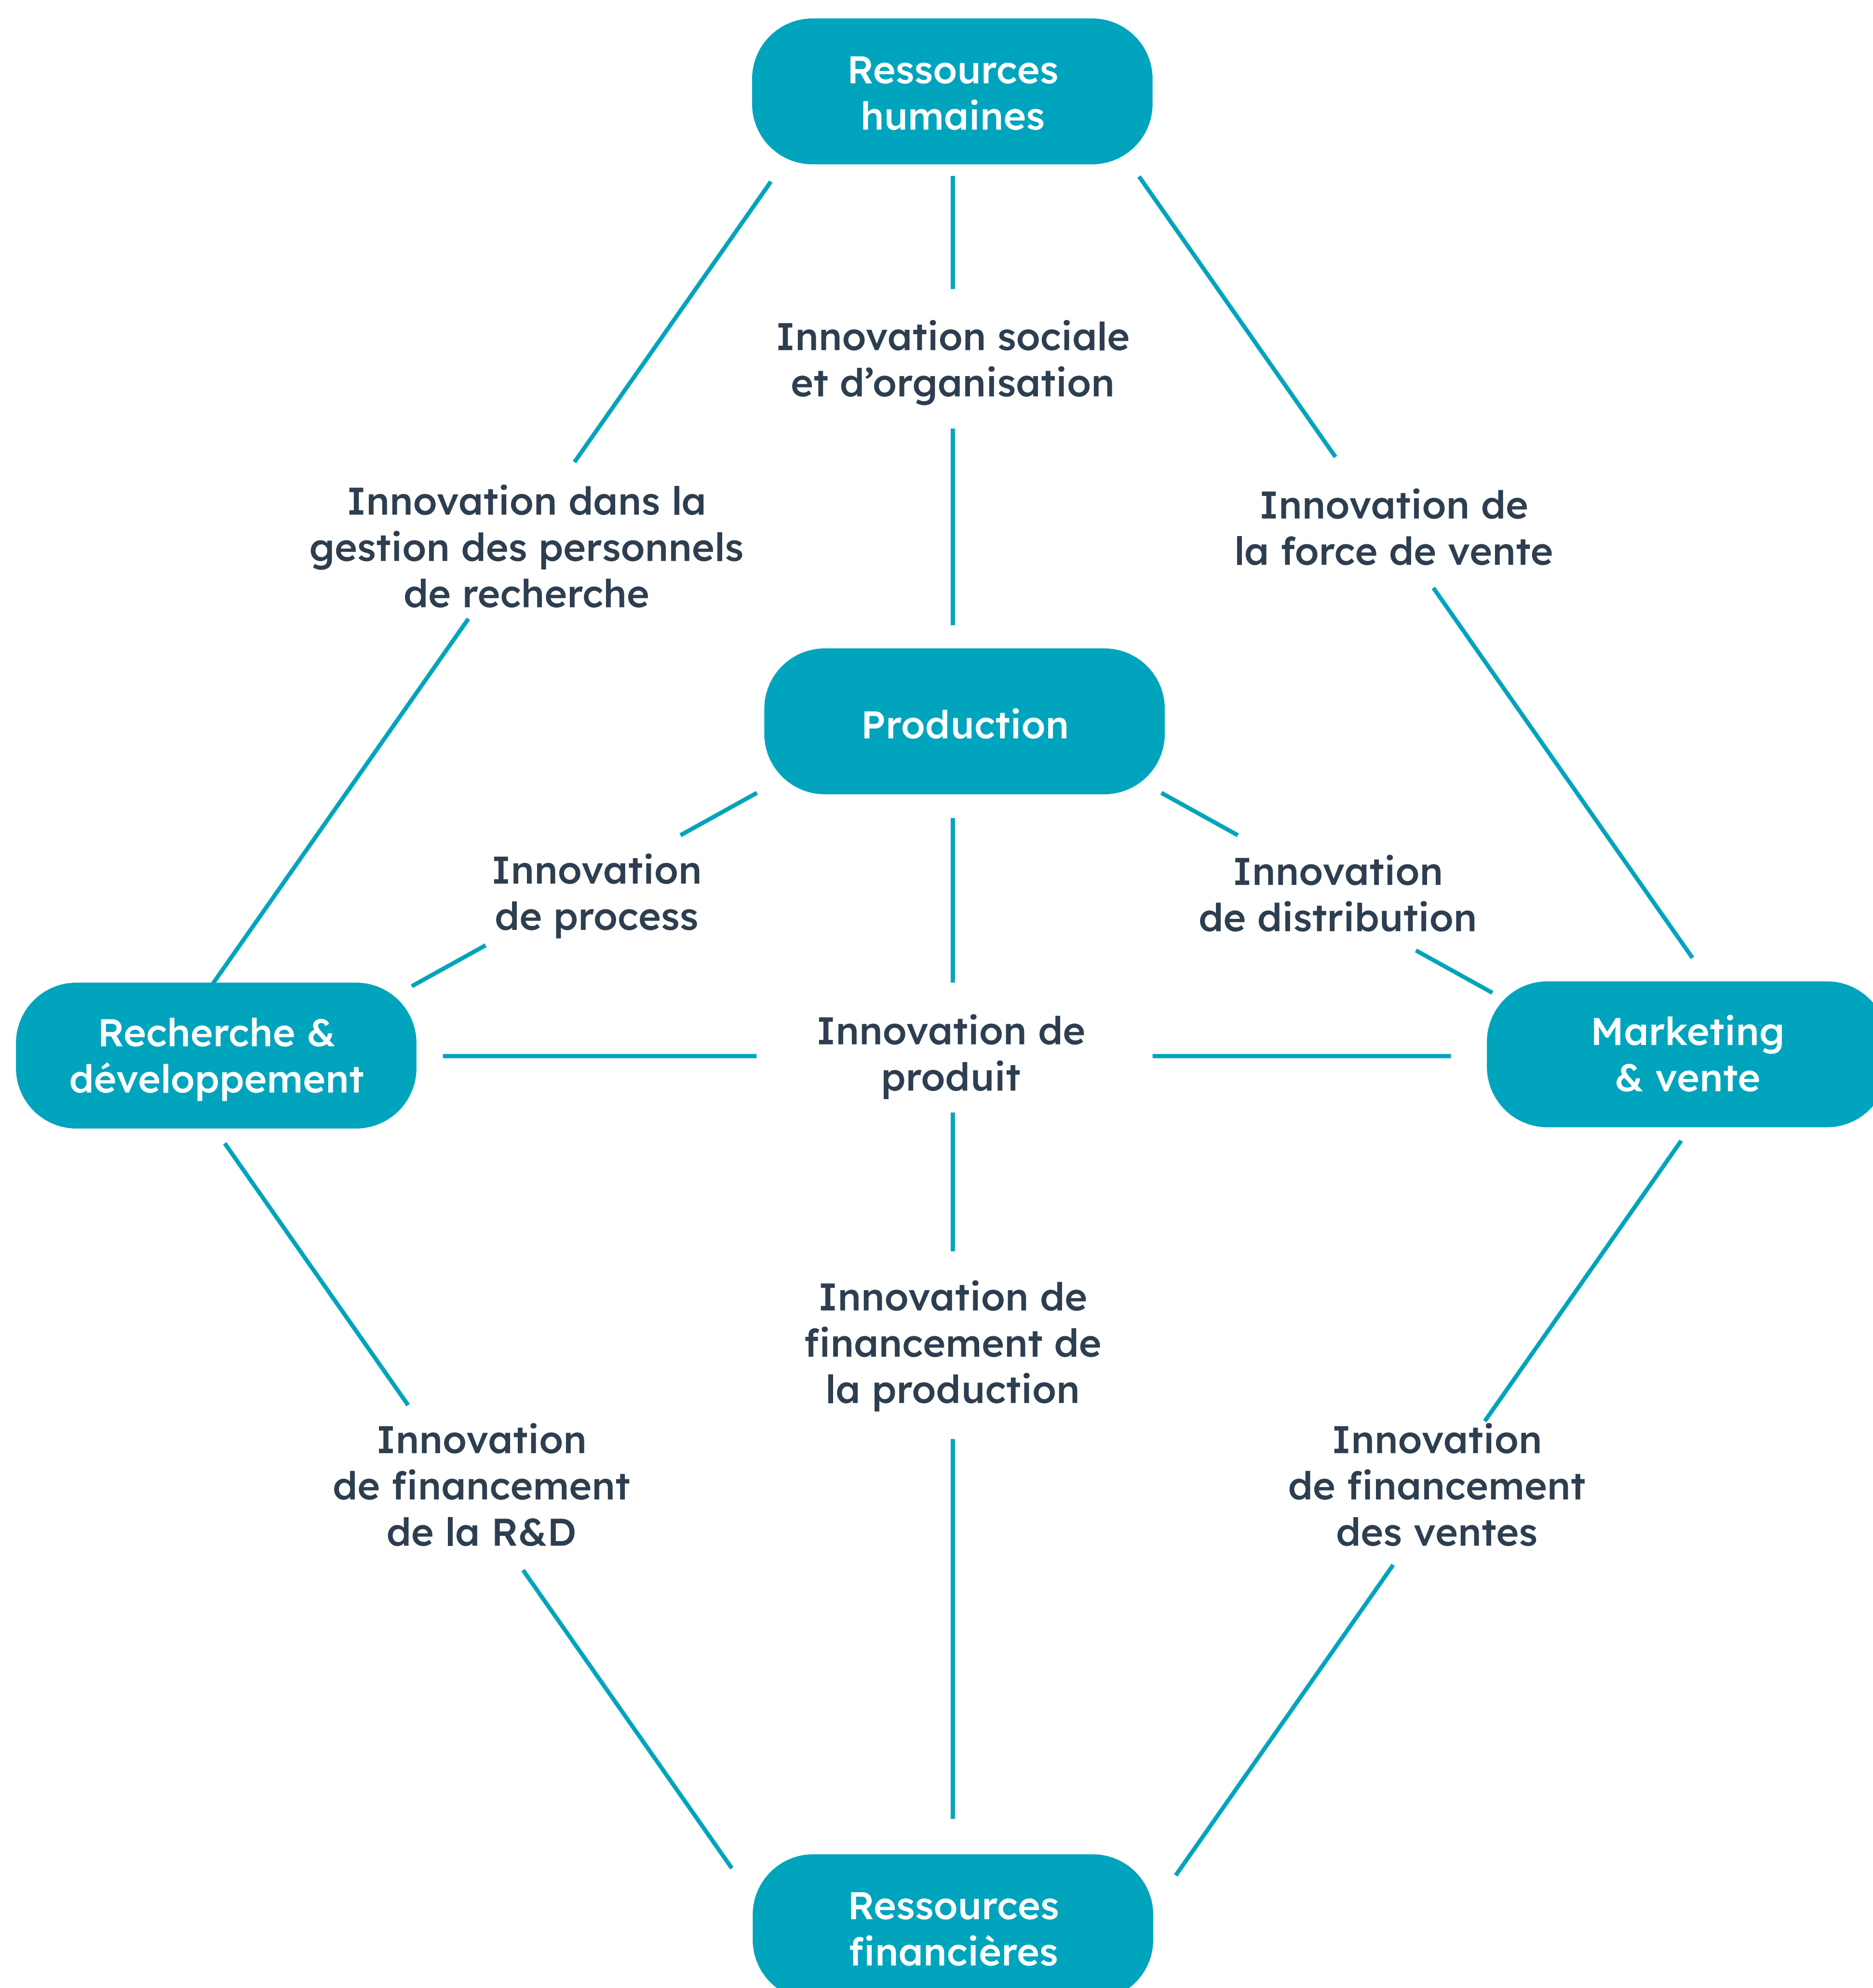 Ressources
humaines
Innovation sociale
et d’organisation
Innovation dans la
gestion des personnels
de recherche
Innovation de
la force de vente
Production
Innovation
de process
Innovation
de distribution
Recherche &
développement
Innovation de
produit
Marketing
& vente
Innovation de
financement de
la production
Innovation
de financement
de la R&D
Innovation
de financement
des ventes
Ressources
financières